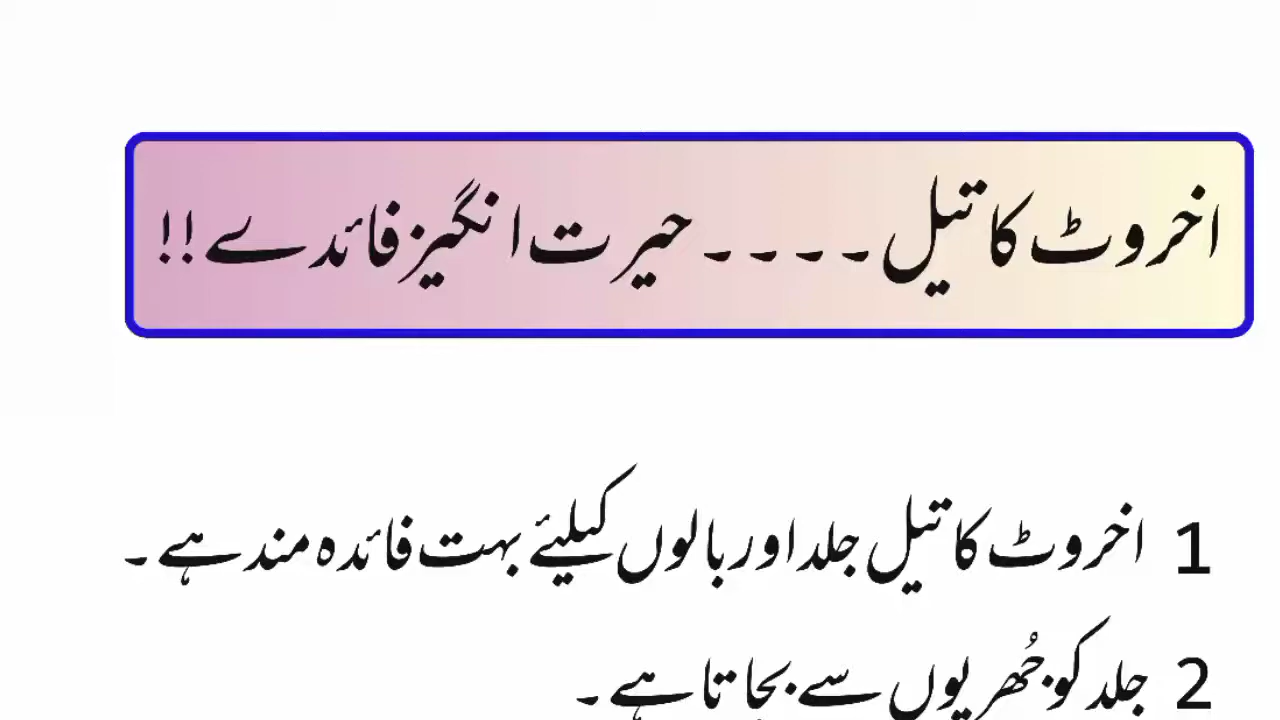 اخروٹ کا تیل ۔۔۔۔ حیرت انگیز فائدے!!
1 اخروٹ کا تیل جلد اور بالوں کیلئے بہت فائدہ مند ہے ۔
2 جلد کو جُھریوں سے بچاتا ہے ۔